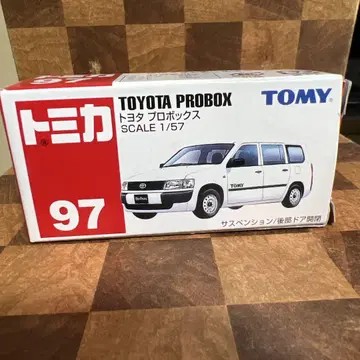 トミカ
97
TOYOTA PROBOX
トヨタ プロボックス
SCALE 1/57
TOMY
TOMY
サスペンション/後部ドア開閉